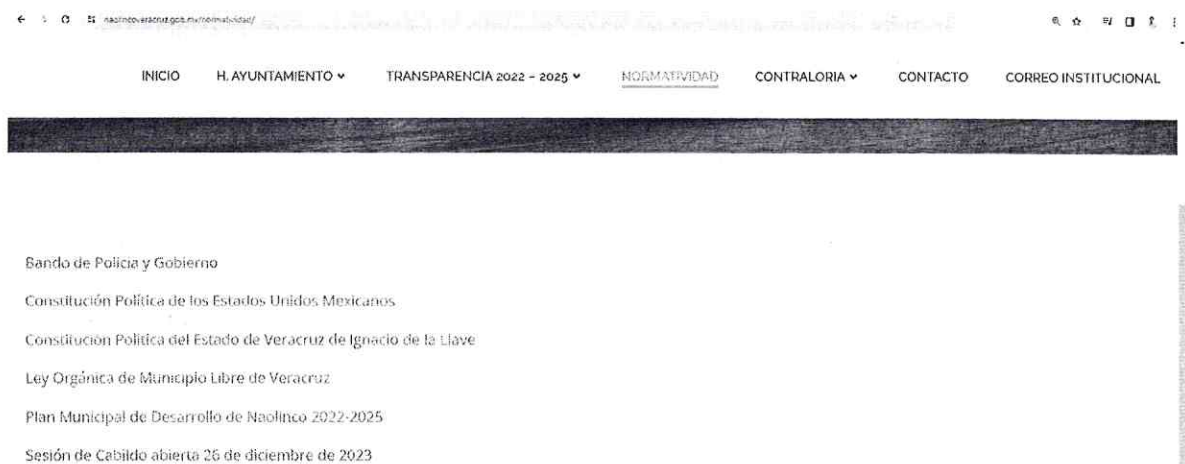 naolincoveracruz.gob.mx/normatividad/
INICIO H. AYUNTAMIENTO TRANSPARENCIA 2022 - 2025 NORMATIVIDAD CONTRALORIA CONTACTO CORREO INSTITUCIONAL
Bando de Policia y Gobierno
Constitución Política de los Estados Unidos Mexicanos
Constitución Política del Estado de Veracruz de Ignacio de la Llave
Ley Orgánica de Municipio Libre de Veracruz
Plan Municipal de Desarrollo de Naolinco 2022-2025
Sesión de Cabildo abierta 26 de diciembre de 2023